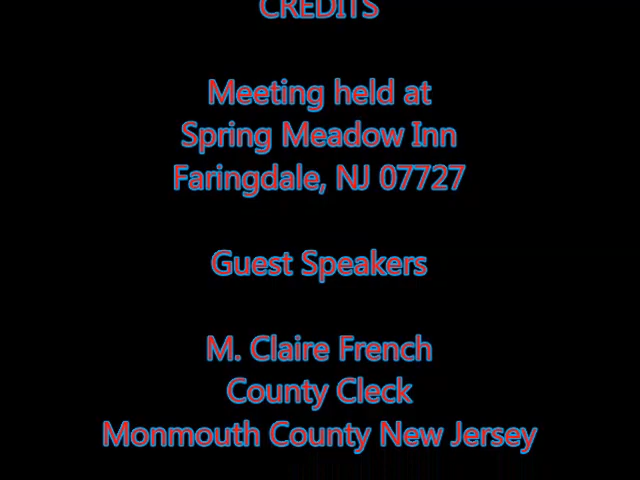 CREDITS
Meeting held at
Spring Meadow Inn
Faringdale, NJ 07727
Guest Speakers
M. Claire French
County Cleck
Monmouth County New Jersey